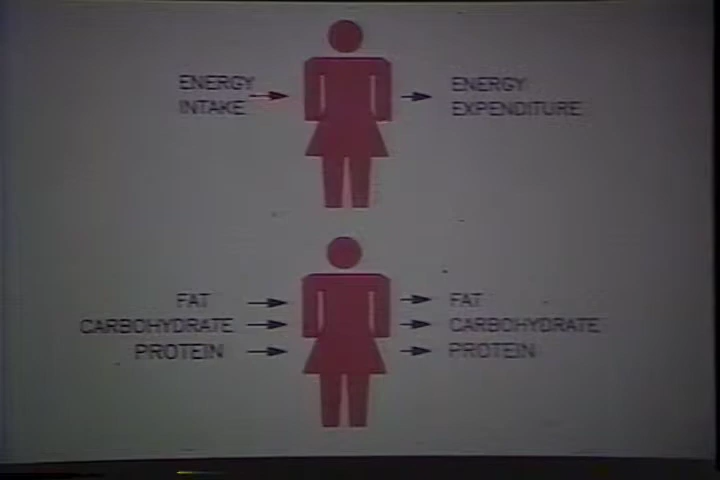 ENERGY
INTAKE
ENERGY
EXPENDITURE
FAT
CARBOHYDRATE
PROTEIN
FAT
CARBOHYDRATE
PROTEIN